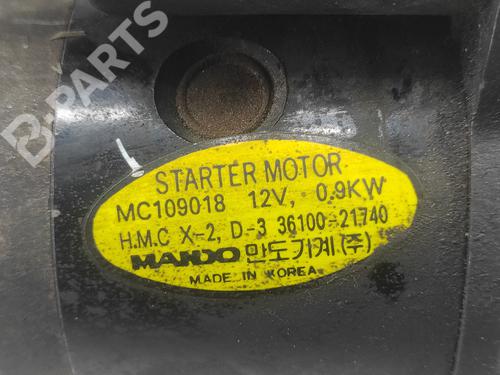 B-PARTS
B-PARTS
STARTER MOTOR
MC109018 12V, 0.9KW
H.M.C X-2, D-3 36100-21740
MANDO 만도기계(주)
MADE IN KOREA